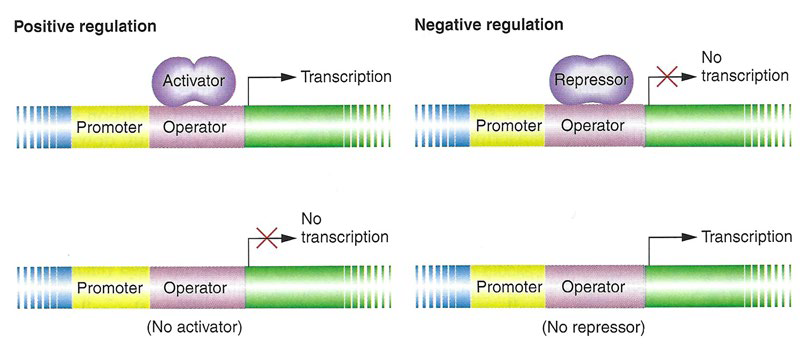 Positive regulation
Activator
Transcription
Promoter
Operator
No
transcription
Promoter
Operator
(No activator)
Negative regulation
Repressor
No
transcription
Promoter
Operator
Transcription
Promoter
Operator
(No repressor)